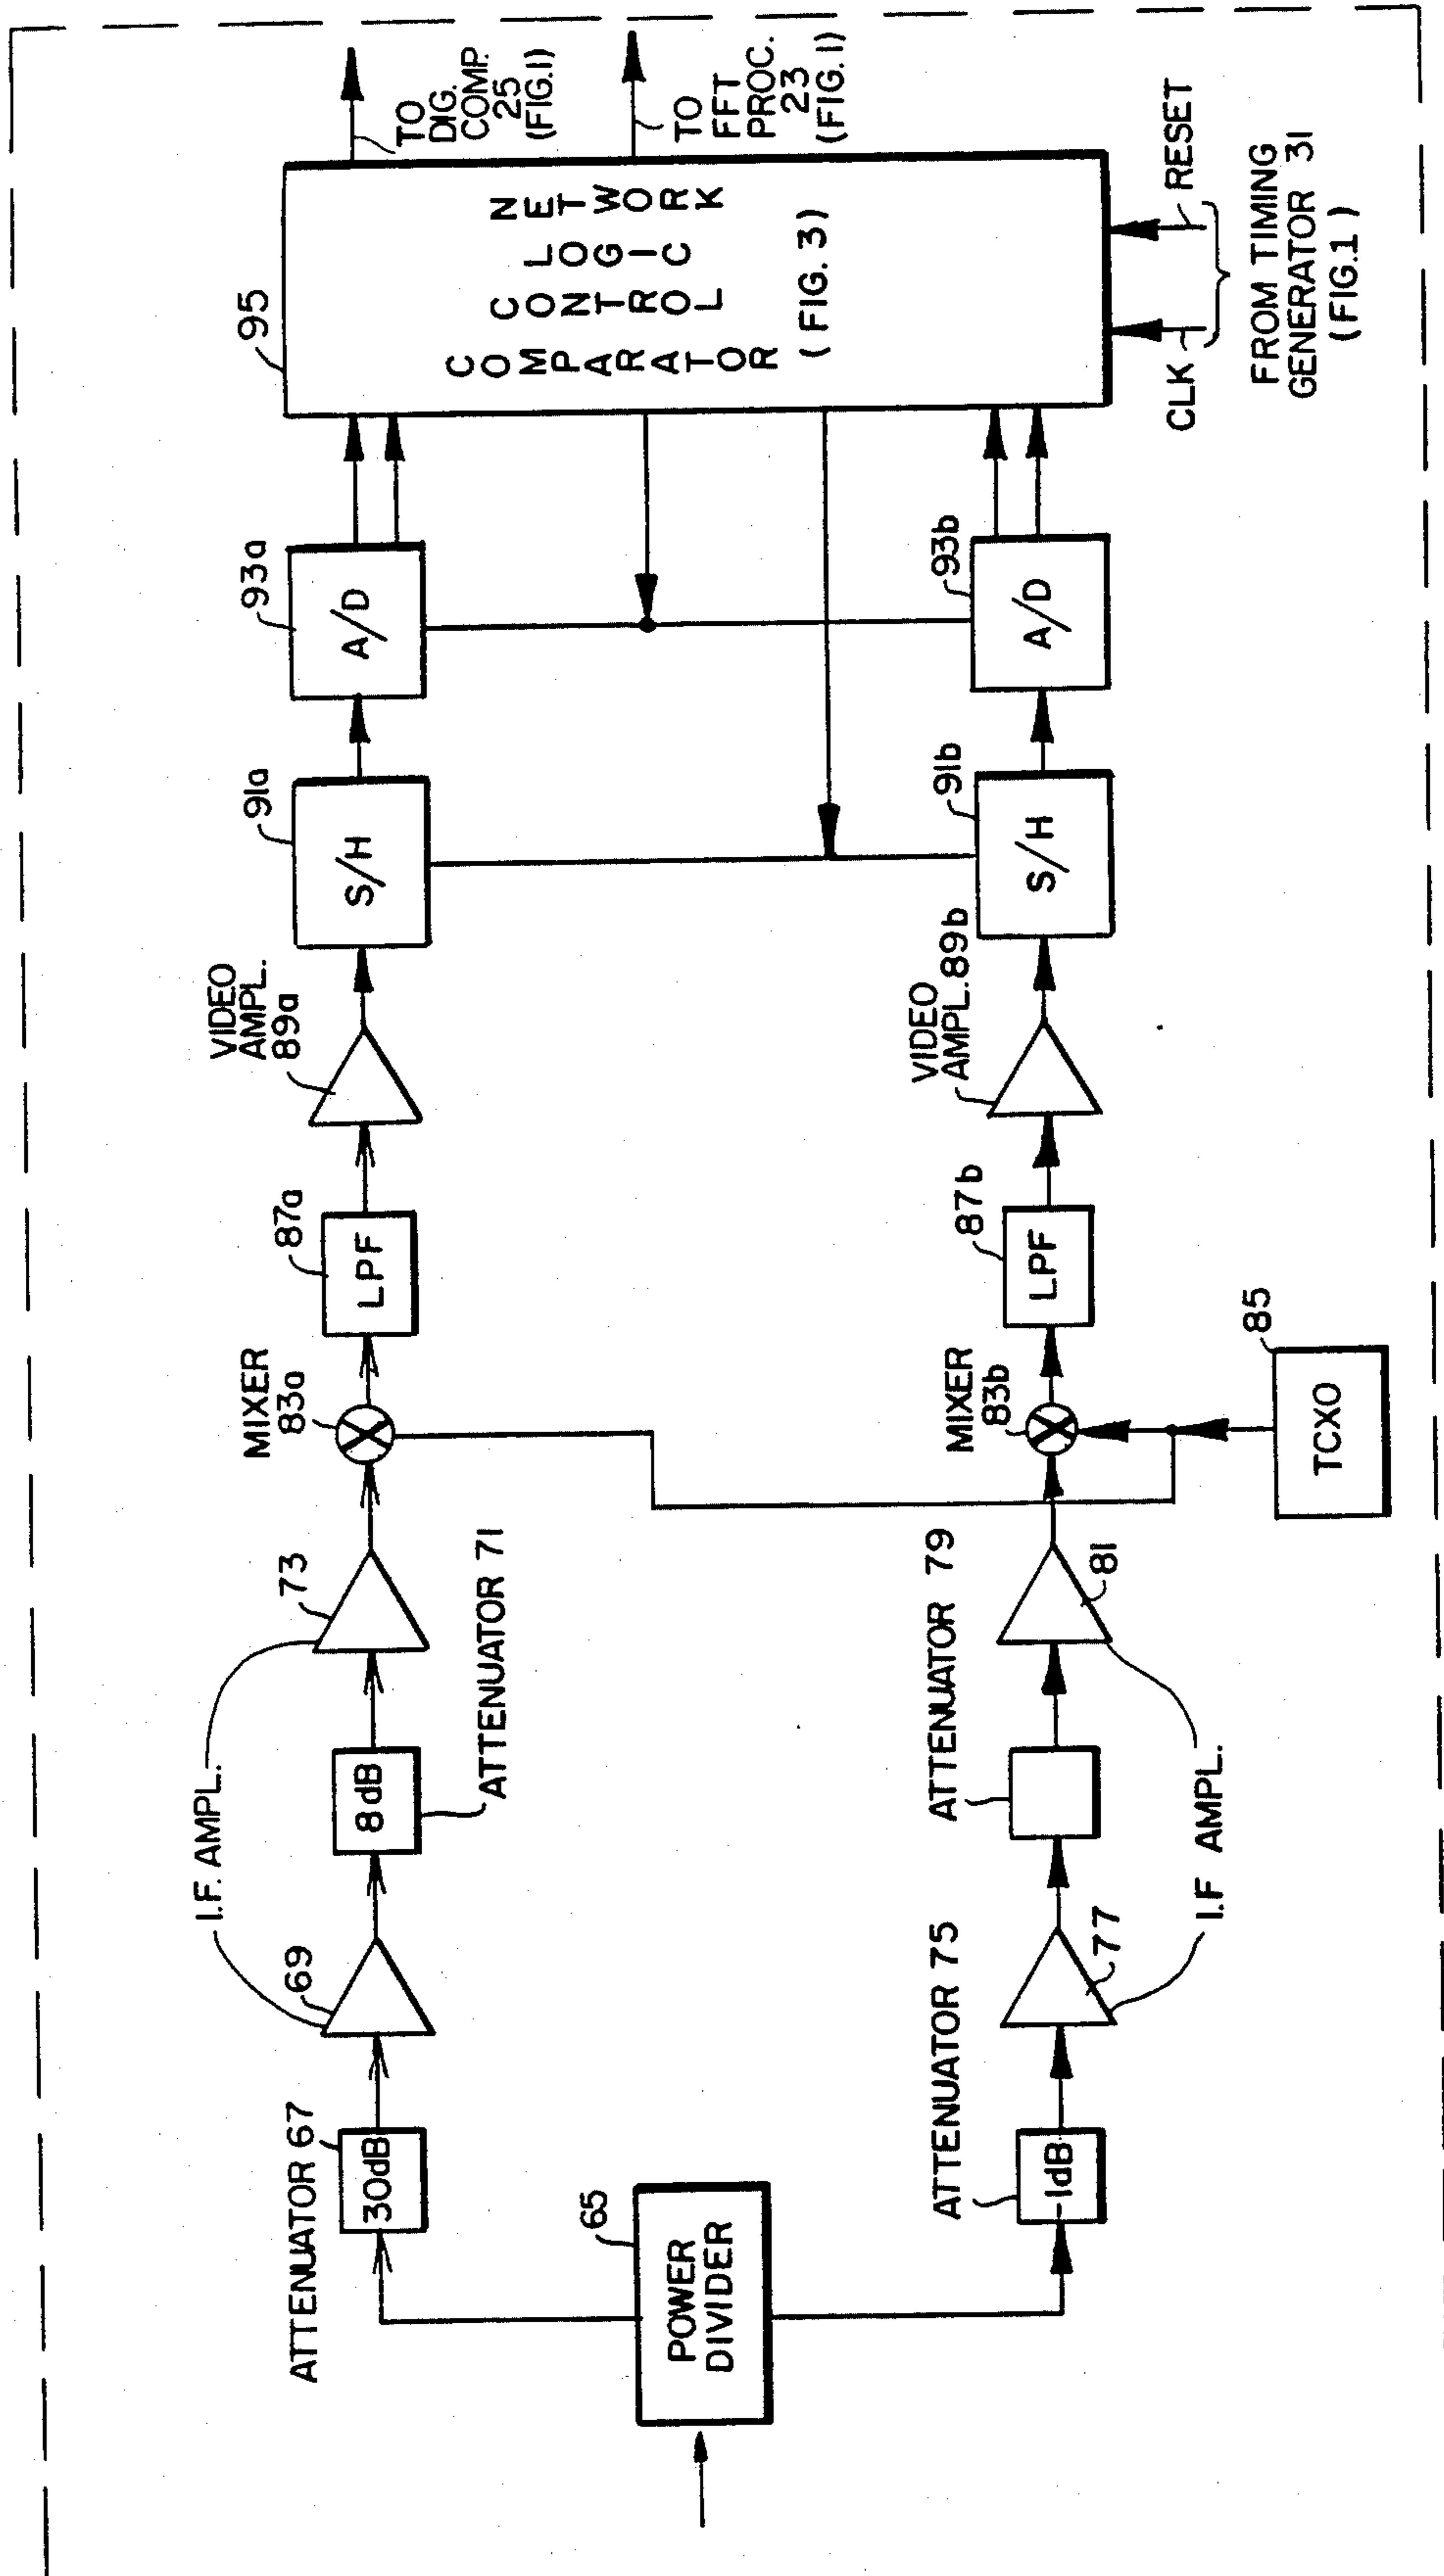 ATTENUATOR 67
30dB
I.F. AMPL.
69
8dB
ATTENUATOR 71
73
MIXER
83a
87a
LPF
VIDEO
AMPL.
89a
91a
S/H
93a
A/D
95
COMPARATOR
CONTROL
LOGIC
NETWORK
(FIG. 3)
TO
DIG.
COMP.
25
(FIG.1)
TO
FFT
PROC.
23
(FIG.1)
65
POWER
DIVIDER
ATTENUATOR 75
-1dB
77
I.F AMPL.
ATTENUATOR 79
81
MIXER
83b
85
TCXO
87b
LPF
VIDEO
AMPL. 89b
91b
S/H
93b
A/D
CLK
RESET
FROM TIMING
GENERATOR 31
(FIG.1)